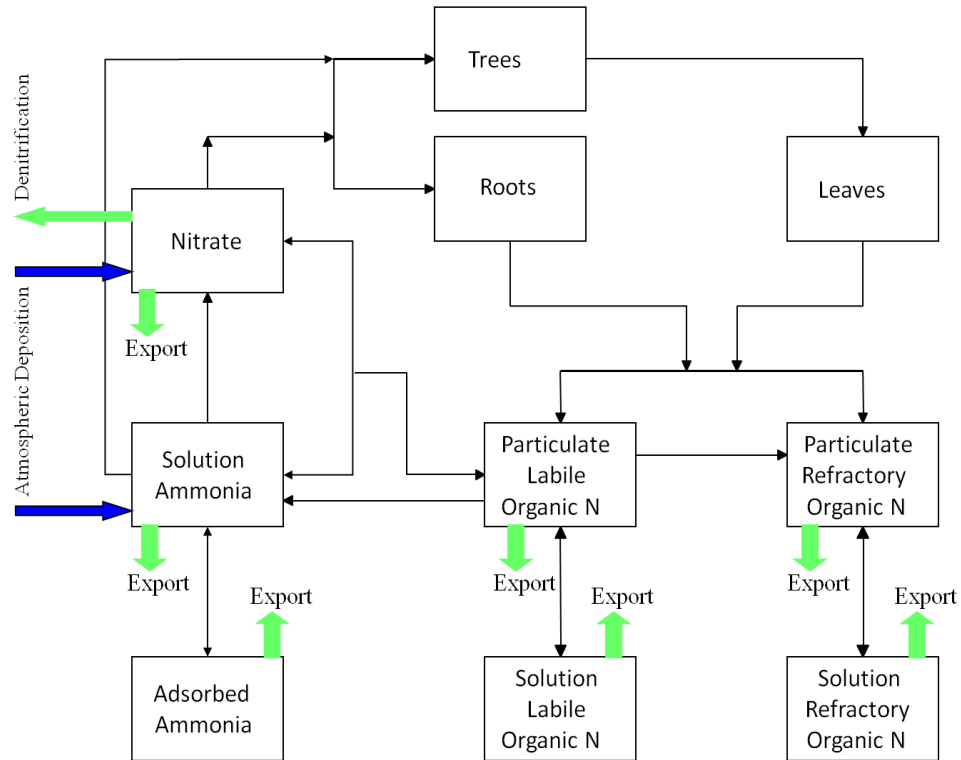 Trees
Denitrification
Roots
Leaves
Nitrate
Atmospheric Deposition
Export
Solution
Ammonia
Particulate
Labile
Organic N
Particulate
Refractory
Organic N
Export
Export
Export
Export
Export
Export
Adsorbed
Ammonia
Solution
Labile
Organic N
Solution
Refractory
Organic N